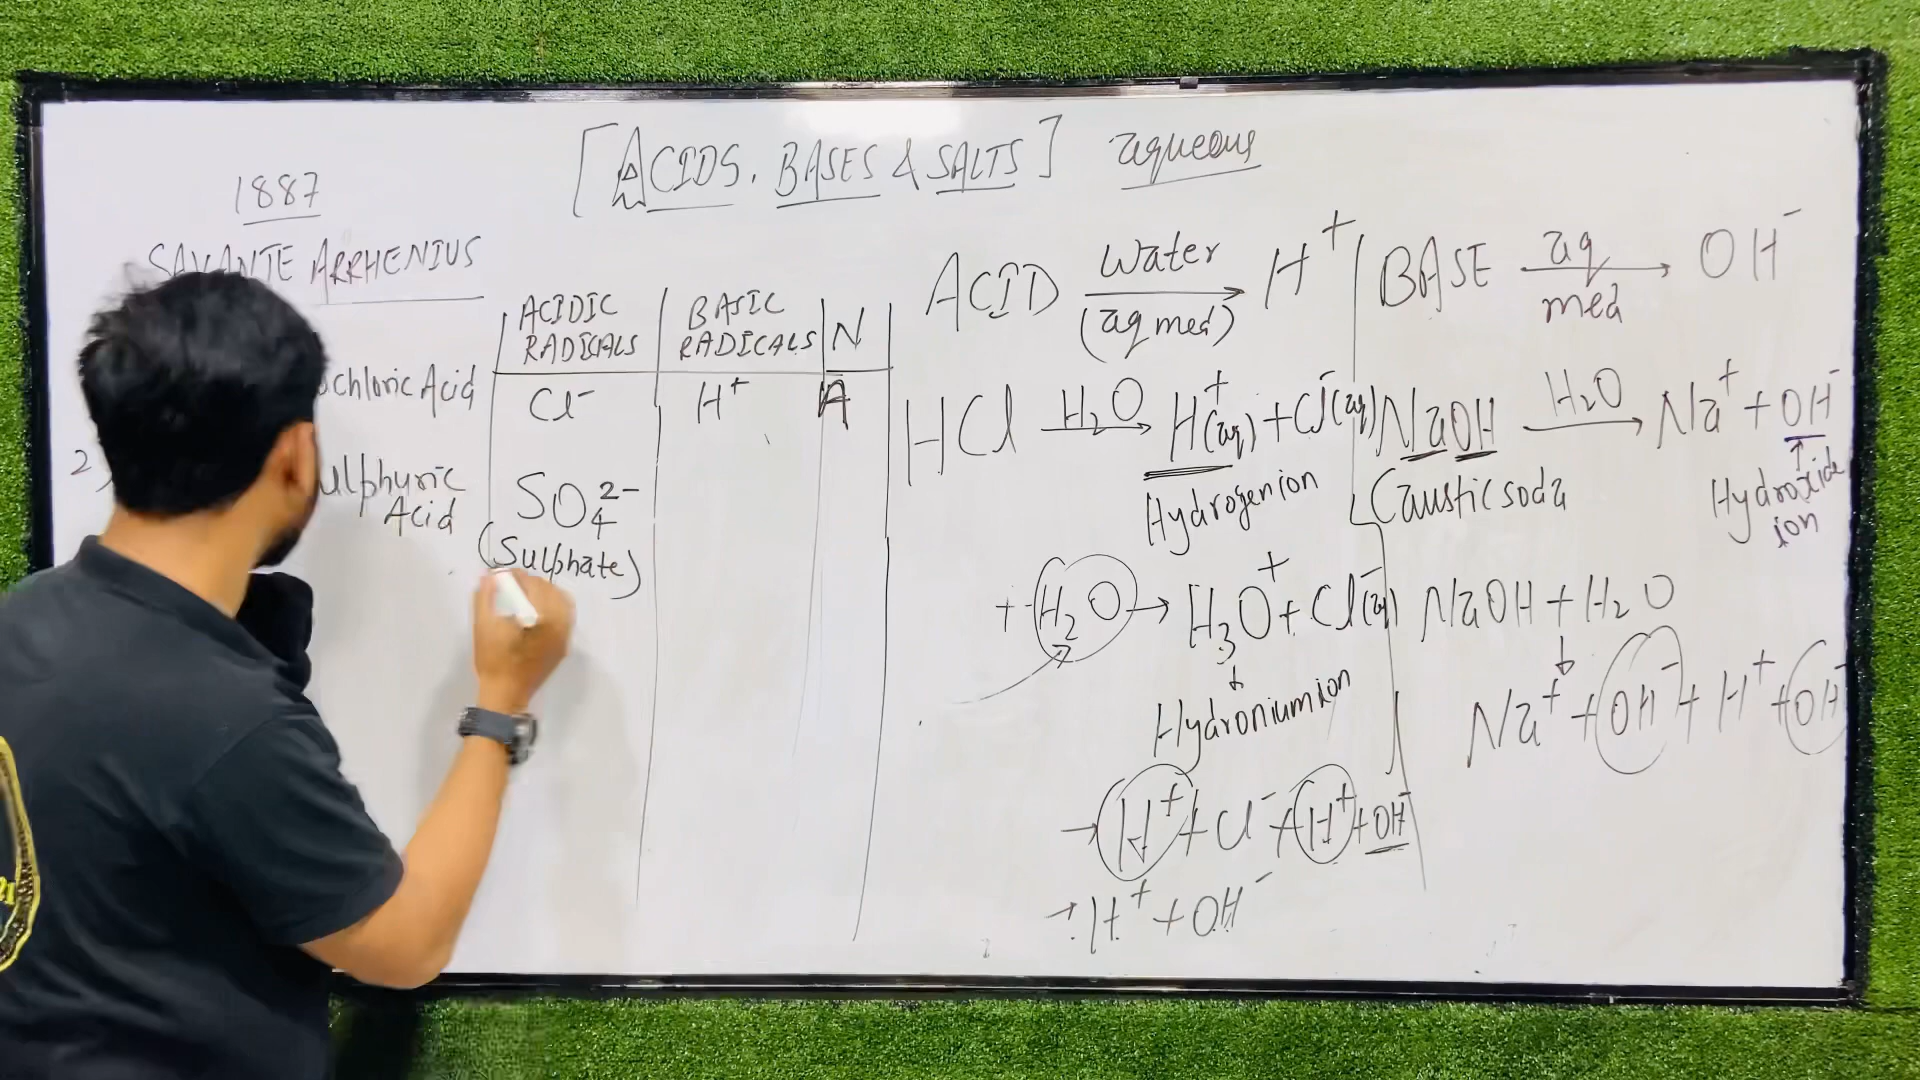 [ACIDS, BASES & SALTS] aqueous
1887
SAVANTE ARRHENIUS
ACIDIC RADICALS | BASIC RADICALS | N
ochloric Acid | Cl⁻ | H⁺ | A
2) ulphuric Acid | SO₄²⁻
(Sulphate)
ACID Water (aq med) → H⁺
HCl H₂O → H⁺(aq) + Cl⁻(aq)
Hydrogen ion
+ H₂O → H₃O⁺ + Cl⁻(aq)
Hydronium ion
→ H⁺ + Cl⁻ + H⁺ + OH⁻
→ H⁺ + OH⁻
BASE aq med → OH⁻
NaOH H₂O → Na⁺ + OH⁻
Caustic soda
Hydroxide
ion
NaOH + H₂O
↓
Na⁺ + OH⁻ + H⁺ + OH⁻